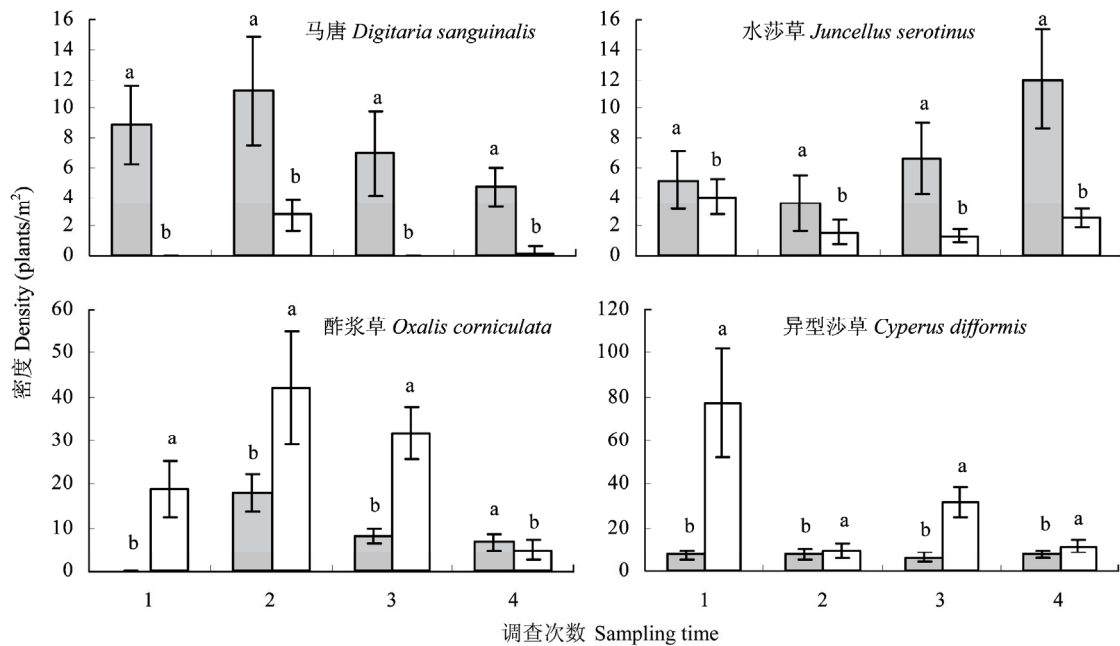 马唐 Digitaria sanguinalis
16
14
12
10
8
6
4
2
0
a
b
a
b
a
b
a
b
水莎草 Juncellus serotinus
16
14
12
10
8
6
4
2
0
a
b
a
b
a
b
a
b
密度 Density (plants/m²)
酢浆草 Oxalis corniculata
60
50
40
30
20
10
0
b
a
b
a
b
a
a
b
1 2 3 4
异型莎草 Cyperus difformis
120
100
80
60
40
20
0
b
a
b
a
b
a
b
a
1 2 3 4
调查次数 Sampling time